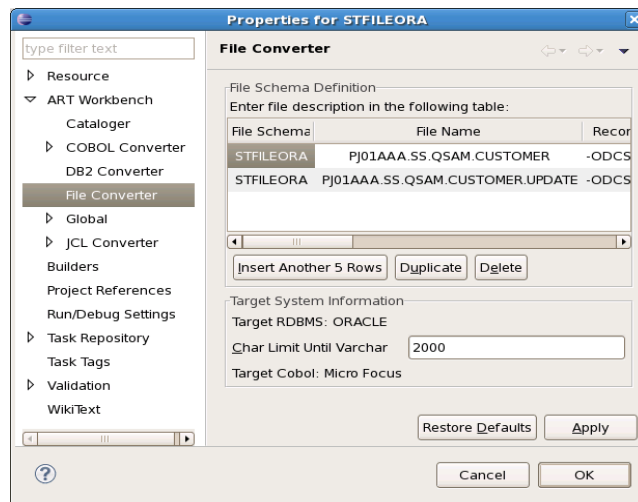 Properties for STFILEORA
type filter text
Resource
ART Workbench
Cataloger
COBOL Converter
DB2 Converter
File Converter
Global
JCL Converter
Builders
Project References
Run/Debug Settings
Task Repository
Task Tags
Validation
WikiText
File Converter
File Schema Definition
Enter file description in the following table:
File Schema File Name Recor
STFILEORA PJ01AAA.SS.QSAM.CUSTOMER -ODCS
STFILEORA PJ01AAA.SS.QSAM.CUSTOMER.UPDATE -ODCS
Insert Another 5 Rows Duplicate Delete
Target System Information
Target RDBMS: ORACLE
Char Limit Until Varchar 2000
Target Cobol: Micro Focus
Restore Defaults Apply
? Cancel OK